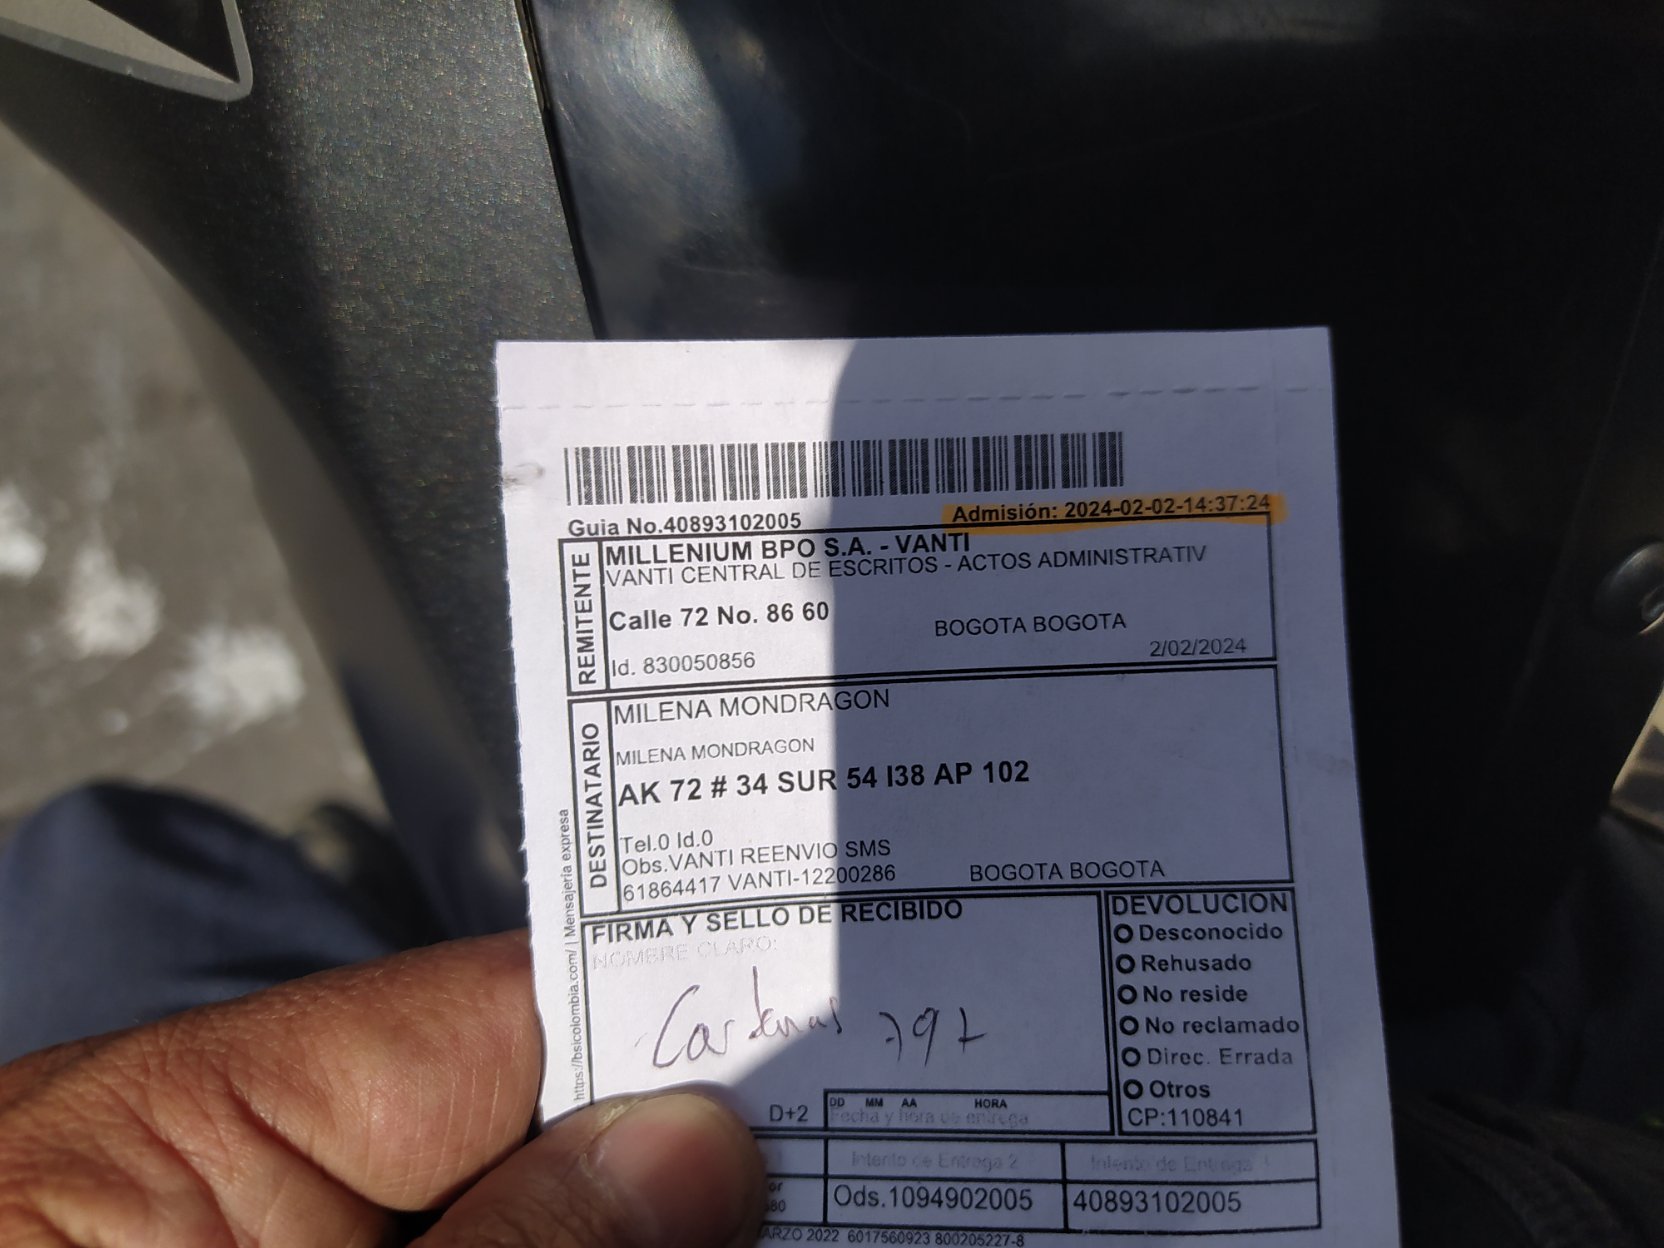 Guia No.40893102005
Admisión: 2024-02-02-14:37:24
REMITENTE
MILLENIUM BPO S.A. - VANTI
VANTI CENTRAL DE ESCRITOS - ACTOS ADMINISTRATIV
Calle 72 No. 86 60
BOGOTA BOGOTA
Id. 830050856
2/02/2024
DESTINATARIO
MILENA MONDRAGON
MILENA MONDRAGON
AK 72 # 34 SUR 54 I38 AP 102
Tel.0 Id.0
Obs.VANTI REENVIO SMS
61864417 VANTI-12200286
BOGOTA BOGOTA
https://bsicolombia.com/ | Mensajeria expresa
FIRMA Y SELLO DE RECIBIDO
NOMBRE CLARO:
Cardenas 797
DEVOLUCION
Desconocido
Rehusado
No reside
No reclamado
Direc. Errada
Otros
CP:110841
D+2
DD MM AA HORA
Fecha y hora de entrega
Intento de Entrega 2
Intento de Entrega
Ods.1094902005
40893102005
2022 6017560923 800205227-8